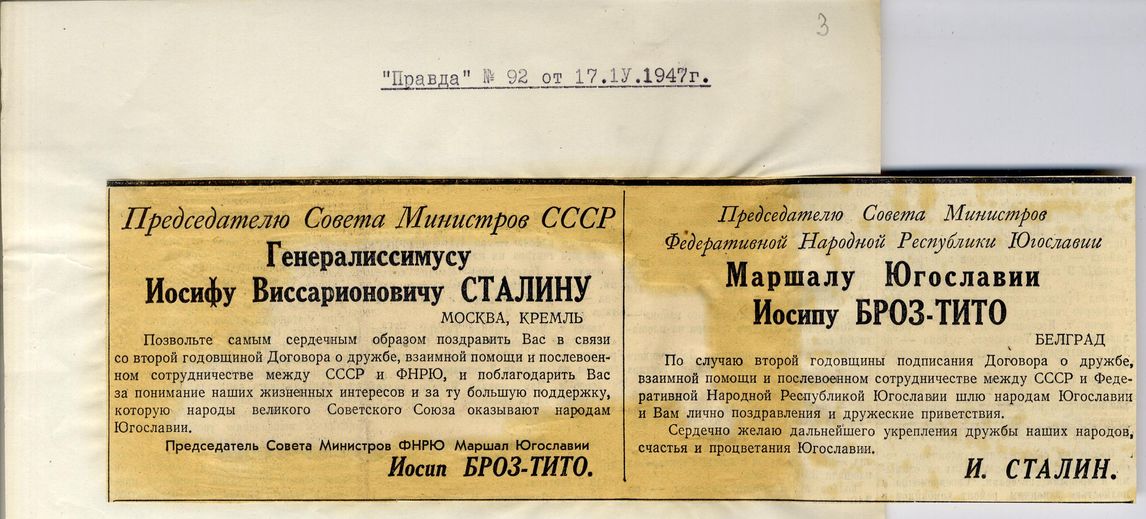 3
"Правда" № 92 от 17.1У.1947г.
Председателю Совета Министров СССР
Генералиссимусу
Иосифу Виссарионовичу СТАЛИНУ
МОСКВА, КРЕМЛЬ
Позвольте самым сердечным образом поздравить Вас в связи
со второй годовщиной Договора о дружбе, взаимной помощи и послевоен-
ном сотрудничестве между СССР и ФНРЮ, и поблагодарить Вас
за понимание наших жизненных интересов и за ту большую поддержку,
которую народы великого Советского Союза оказывают народам
Югославии.
Председатель Совета Министров ФНРЮ Маршал Югославии
Иосип БРОЗ-ТИТО.
Председателю Совета Министров
Федеративной Народной Республики Югославии
Маршалу Югославии
Иосипу БРОЗ-ТИТО
БЕЛГРАД
По случаю второй годовщины подписания Договора о дружбе,
взаимной помощи и послевоенном сотрудничестве между СССР и Феде-
ративной Народной Республикой Югославии шлю народам Югославии
и Вам лично поздравления и дружеские приветствия.
Сердечно желаю дальнейшего укрепления дружбы наших народов,
счастья и процветания Югославии.
И. СТАЛИН.